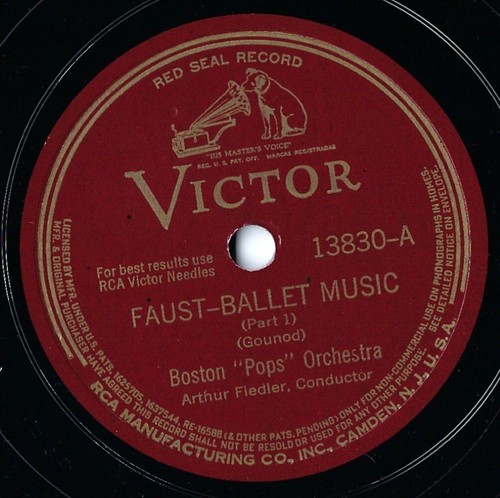 RED SEAL RECORD
"HIS MASTER'S VOICE"
REG. U.S. PAT. OFF. MARCAS REGISTRADAS
VICTOR
For best results use
RCA Victor Needles
13830-A
FAUST-BALLET MUSIC
(Part 1)
(Gounod)
Boston "Pops" Orchestra
Arthur Fiedler, Conductor
LICENSED BY MFR. UNDER U.S. PATS. 1625705, 1637544, RE-16588 (& OTHER PATS. PENDING) ONLY FOR NON-COMMERCIAL USE ON PHONOGRAPHS IN HOMES.
MFR. & ORIGINAL PURCHASER HAVE AGREED THIS RECORD SHALL NOT BE RESOLD OR USED FOR ANY OTHER PURPOSE. SEE DETAILED NOTICE ON ENVELOPE.
RCA MANUFACTURING CO., INC., CAMDEN, N.J., U.S.A.